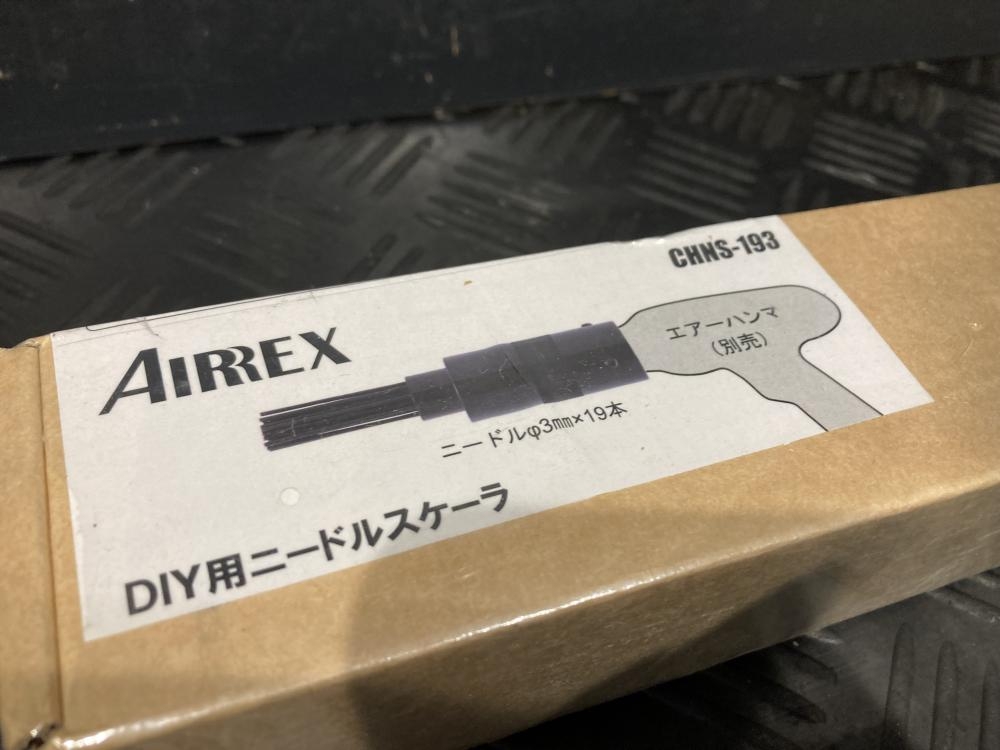 CHNS-193
AIRREX
エアーハンマ
(別売)
ニードルφ3mm×19本
DIY用ニードルスケーラ